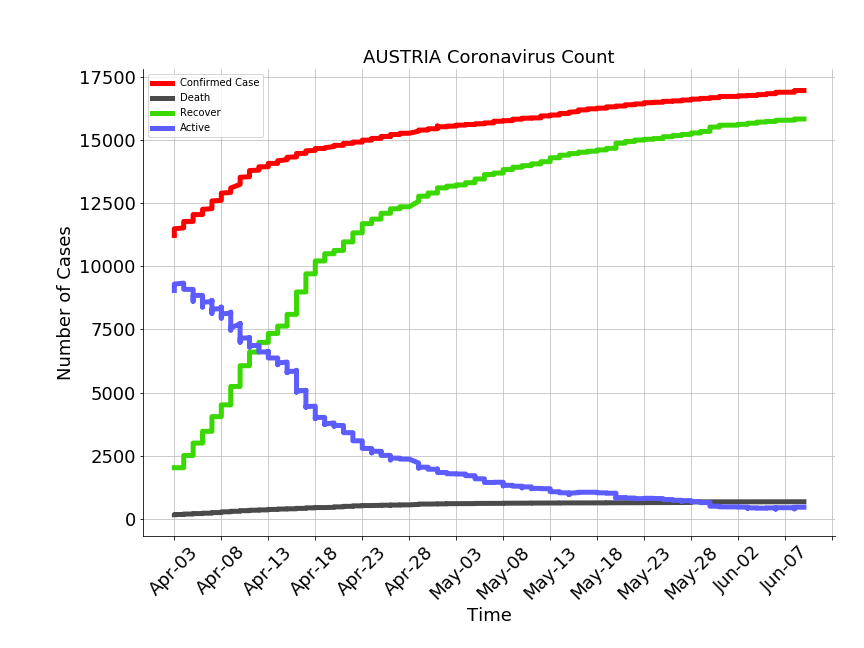 AUSTRIA Coronavirus Count
Confirmed Case
Death
Recover
Active
Number of Cases
17500
15000
12500
10000
7500
5000
2500
0
Apr-03
Apr-08
Apr-13
Apr-18
Apr-23
Apr-28
May-03
May-08
May-13
May-18
May-23
May-28
Jun-02
Jun-07
Time